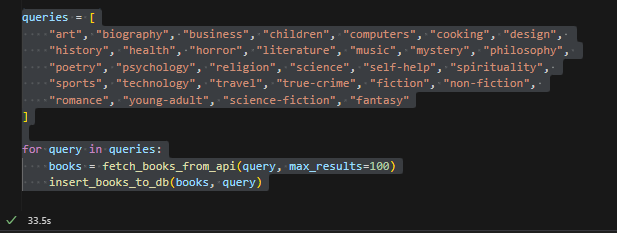 queries = [
    "art", "biography", "business", "children", "computers", "cooking", "design",
    "history", "health", "horror", "literature", "music", "mystery", "philosophy",
    "poetry", "psychology", "religion", "science", "self-help", "spirituality",
    "sports", "technology", "travel", "true-crime", "fiction", "non-fiction",
    "romance", "young-adult", "science-fiction", "fantasy"
]
for query in queries:
    books = fetch_books_from_api(query, max_results=100)
    insert_books_to_db(books, query)
33.5s